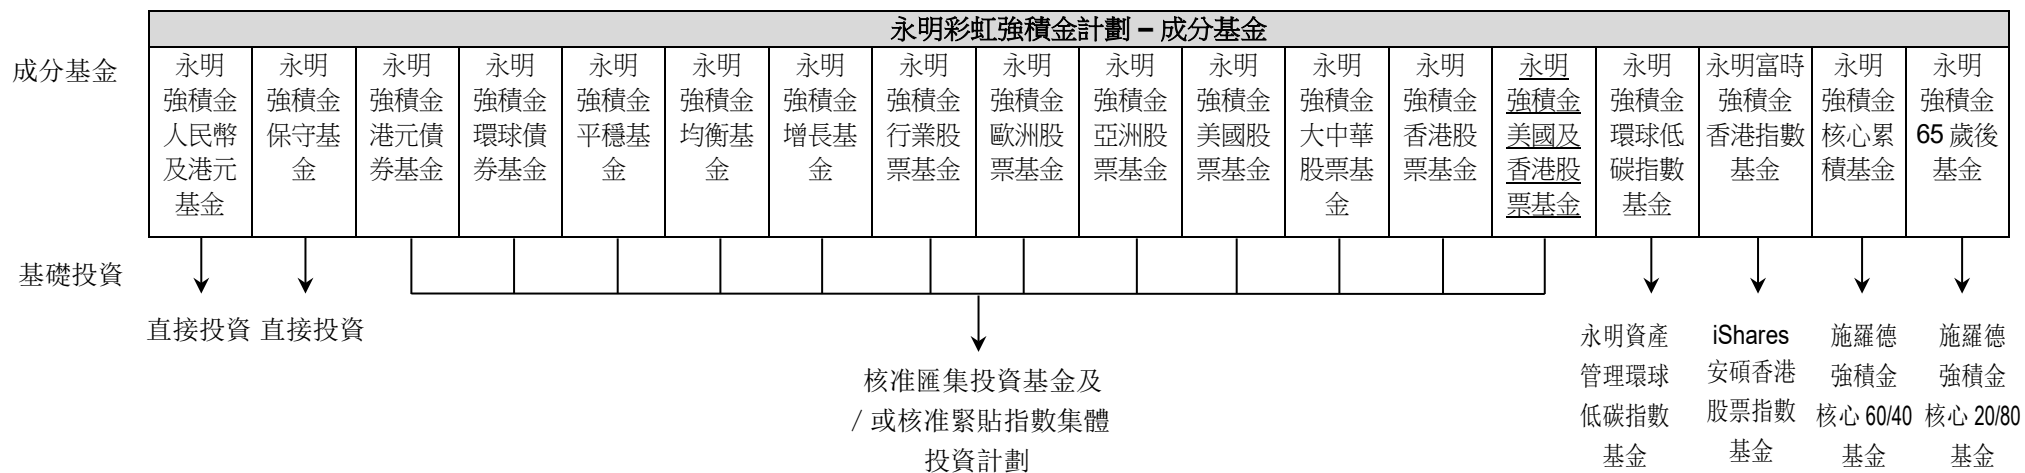 永明彩虹強積金計劃 – 成分基金
成分基金
永明
強積金
人民幣
及港元
基金
永明
強積金
保守基
金
永明
強積金
港元債
券基金
永明
強積金
環球債
券基金
永明
強積金
平穩基
金
永明
強積金
均衡基
金
永明
強積金
增長基
金
永明
強積金
行業股
票基金
永明
強積金
歐洲股
票基金
永明
強積金
亞洲股
票基金
永明
強積金
美國股
票基金
永明
強積金
大中華
股票基
金
永明
強積金
香港股
票基金
永明
強積金
美國及
香港股
票基金
永明
強積金
環球低
碳指數
基金
永明富時
強積金
香港指數
基金
永明
強積金
核心累
積基金
永明
強積金
65 歲後
基金
基礎投資
直接投資
直接投資
核准匯集投資基金及
/ 或核准緊貼指數集體
投資計劃
永明資產
管理環球
低碳指數
基金
iShares
安碩香港
股票指數
基金
施羅德
強積金
核心 60/40
基金
施羅德
強積金
核心 20/80
基金